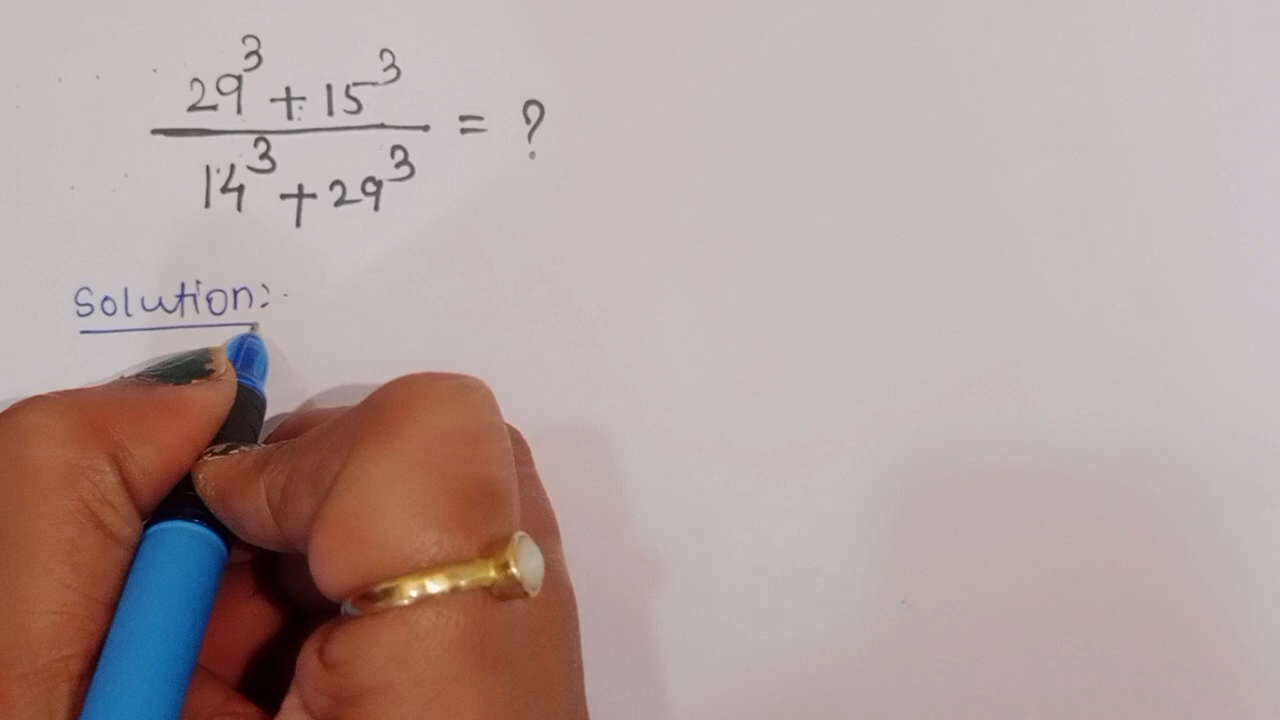 29³ + 15³
14³ + 29³
= ?
Solution: